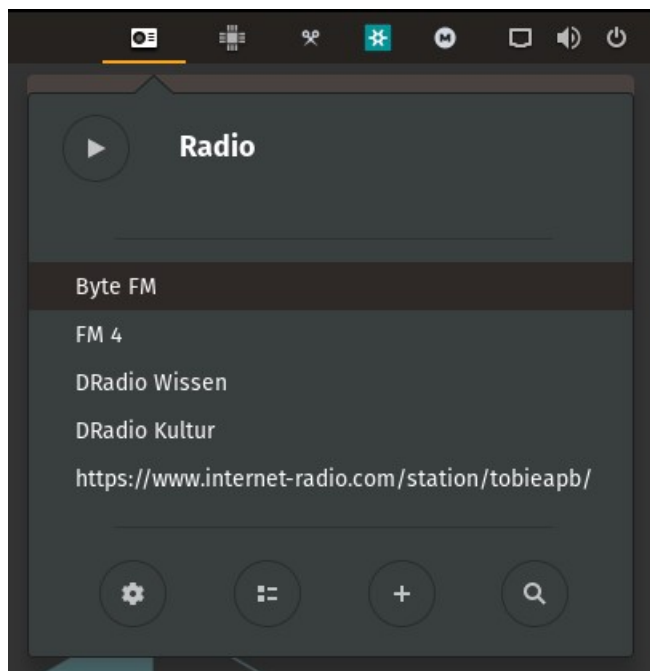 Radio
Byte FM
FM 4
DRadio Wissen
DRadio Kultur
https://www.internet-radio.com/station/tobieapb/